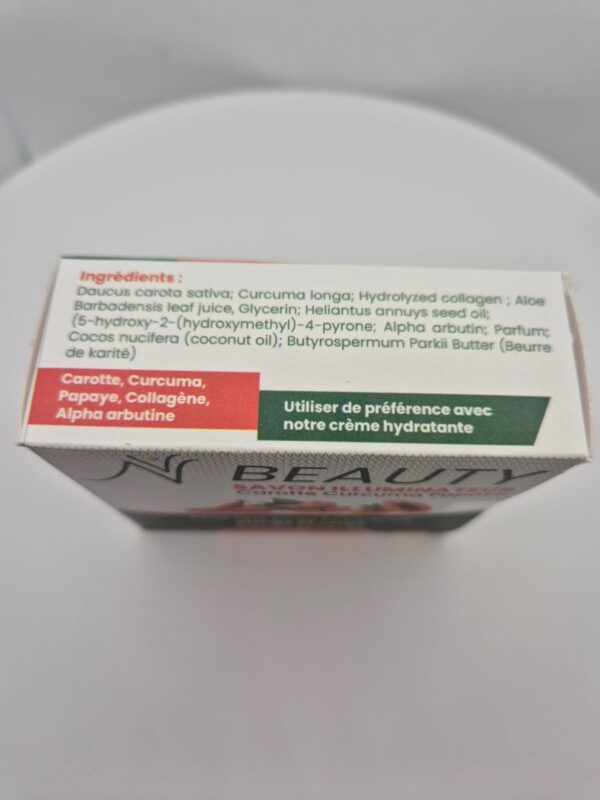 Ingrédients :
Daucus carota sativa; Curcuma longa; Hydrolyzed collagen ; Aloe
Barbadensis leaf juice, Glycerin; Heliantus annuys seed oil;
(5-hydroxy-2-(hydroxymethyl)-4-pyrone; Alpha arbutin; Parfum;
Cocos nucifera (coconut oil); Butyrospermum Parkii Butter (Beurre
de karité)
Carotte, Curcuma,
Papaye, Collagène,
Alpha arbutine
Utiliser de préférence avec
notre crème hydratante
BEAUTY
SAVON ILLUMINATEUR
Carotte Curcuma Papaye